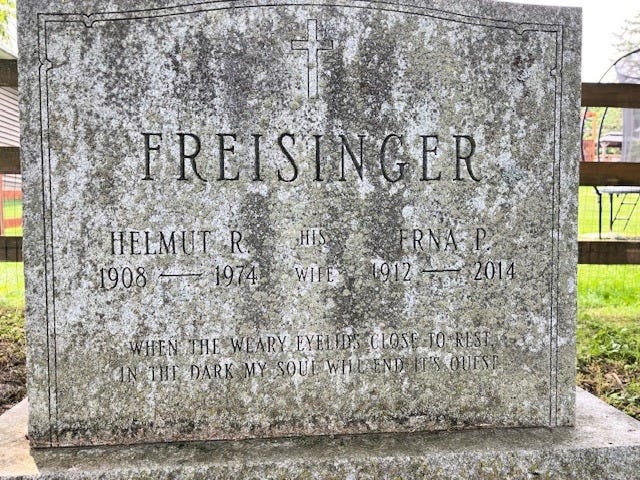 FREISINGER
HELMUT R. HIS ERNA P.
1908 — 1974 WIFE 1912 — 2014
WHEN THE WEARY EYELIDS CLOSE TO REST,
IN THE DARK MY SOUL WILL END IT'S QUEST